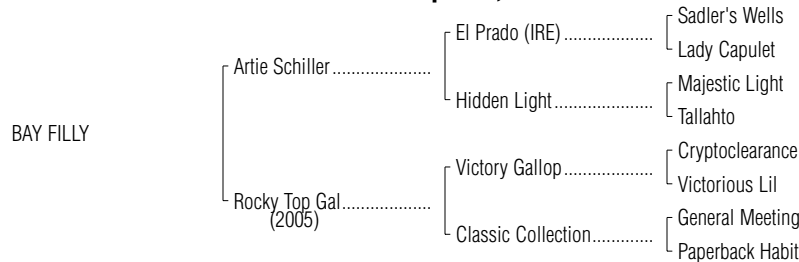 Sadler's Wells
El Prado (IRE) ...................
Lady Capulet
Artie Schiller.....................
Majestic Light
Hidden Light.....................
Tallahto
BAY FILLY
Cryptoclearance
Victory Gallop ...................
Victorious Lil
Rocky Top Gal...................
(2005)
General Meeting
Classic Collection.............
Paperback Habit